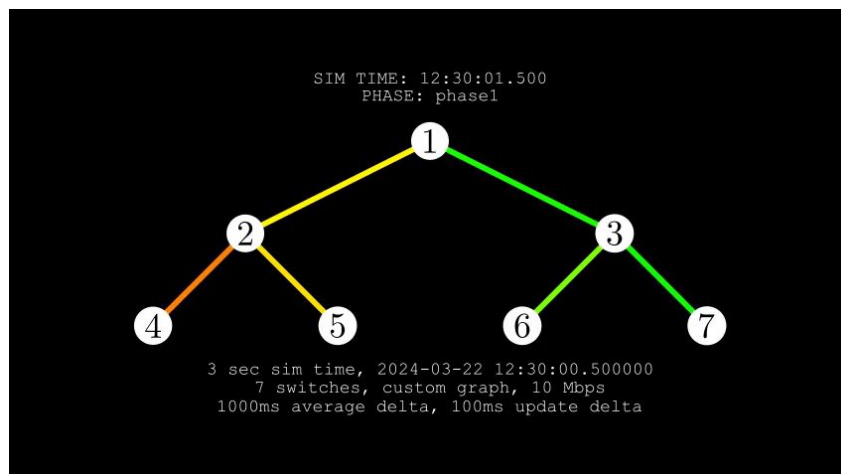 SIM TIME: 12:30:01.500
PHASE: phase1
1
2
3
4
5
6
7
3 sec sim time, 2024-03-22 12:30:00.500000
7 switches, custom graph, 10 Mbps
1000ms average delta, 100ms update delta